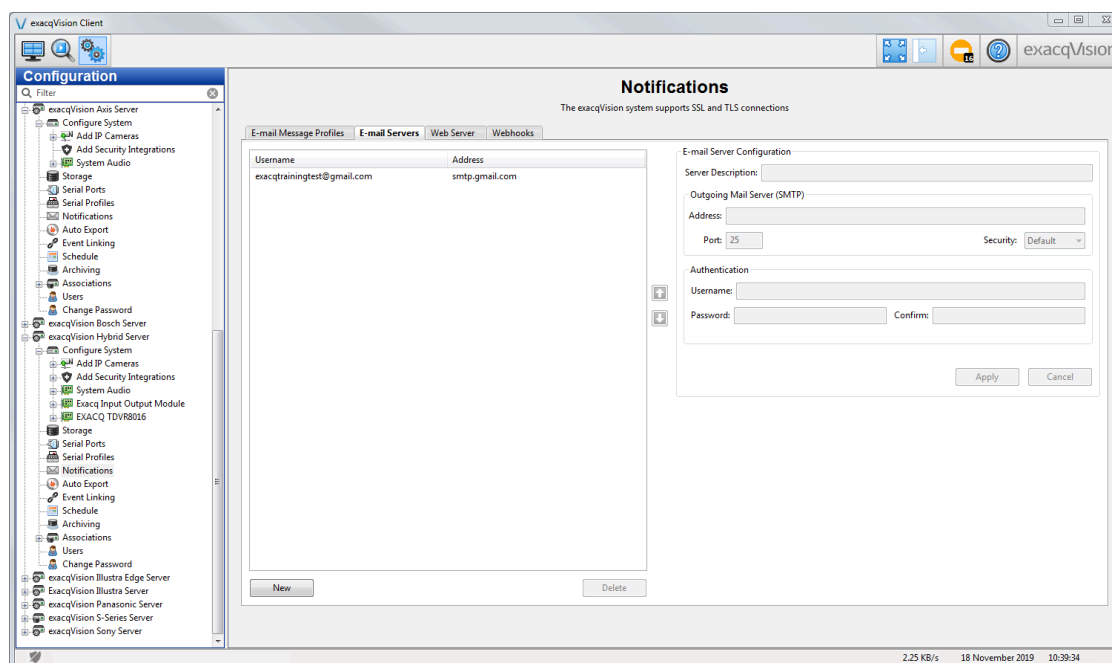 exacqVision Client
16
exacqVision
Configuration
Filter
exacqVision Axis Server
Configure System
Add IP Cameras
Add Security Integrations
System Audio
Storage
Serial Ports
Serial Profiles
Notifications
Auto Export
Event Linking
Schedule
Archiving
Associations
Users
Change Password
exacqVision Bosch Server
exacqVision Hybrid Server
Configure System
Add IP Cameras
Add Security Integrations
System Audio
Exacq Input Output Module
EXACQ TDVR8016
Storage
Serial Ports
Serial Profiles
Notifications
Auto Export
Event Linking
Schedule
Archiving
Associations
Users
Change Password
exacqVision Illustra Edge Server
ExacqVision Illustra Server
exacqVision Panasonic Server
exacqVision S-Series Server
exacqVision Sony Server
Notifications
The exacqVision system supports SSL and TLS connections
E-mail Message Profiles E-mail Servers Web Server Webhooks
Username Address
exacqtrainingtest@gmail.com smtp.gmail.com
New Delete
E-mail Server Configuration
Server Description:
Outgoing Mail Server (SMTP)
Address:
Port: 25 Security: Default
Authentication
Username:
Password: Confirm:
Apply Cancel
2.25 KB/s 18 November 2019 10:39:34